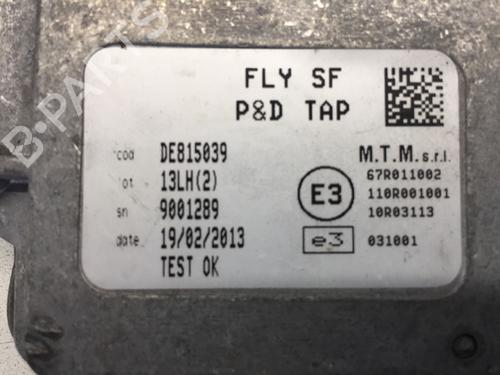 FLY SF
P&D TAP
cod DE815039
lot 13LH(2)
sn 9001289
date 19/02/2013
TEST OK
M.T.M.s.r.l.
67R011002
110R001001
10R03113
E3
e3 031001
B-PARTS